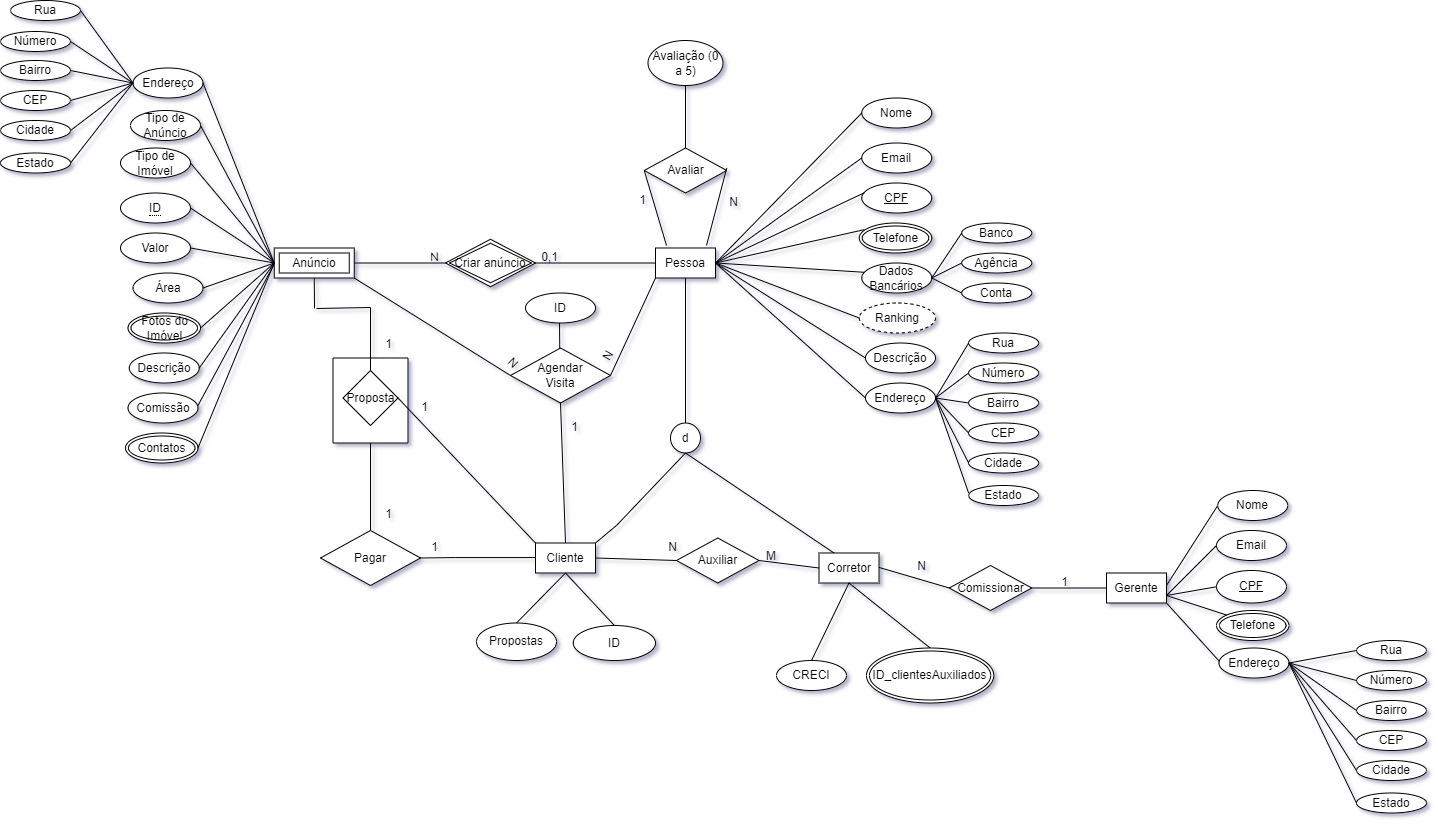 Rua
Número
Bairro
CEP
Cidade
Estado
Endereço
Tipo de
Anúncio
Tipo de
Imóvel
ID
Valor
Área
Fotos do
Imóvel
Descrição
Comissão
Contatos
Anúncio
N
Criar anúncio
0,1
Pessoa
Avaliação (0
a 5)
Avaliar
1
N
Nome
Email
CPF
Telefone
Dados
Bancários
Banco
Agência
Conta
Ranking
Descrição
Endereço
Rua
Número
Bairro
CEP
Cidade
Estado
ID
Agendar
Visita
N
N
1
1
Proposta
1
1
Pagar
1
d
Cliente
Propostas
ID
N
Auxiliar
M
Corretor
CRECI
ID_clientesAuxiliados
N
Comissionar
1
Gerente
Nome
Email
CPF
Telefone
Endereço
Rua
Número
Bairro
CEP
Cidade
Estado